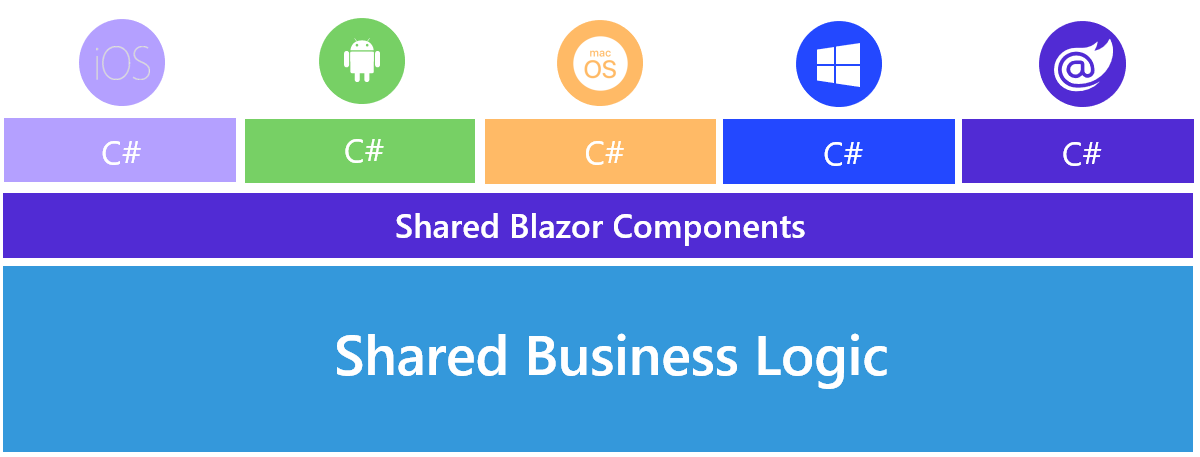 iOS
mac
OS
C#
C#
C#
C#
C#
Shared Blazor Components
Shared Business Logic